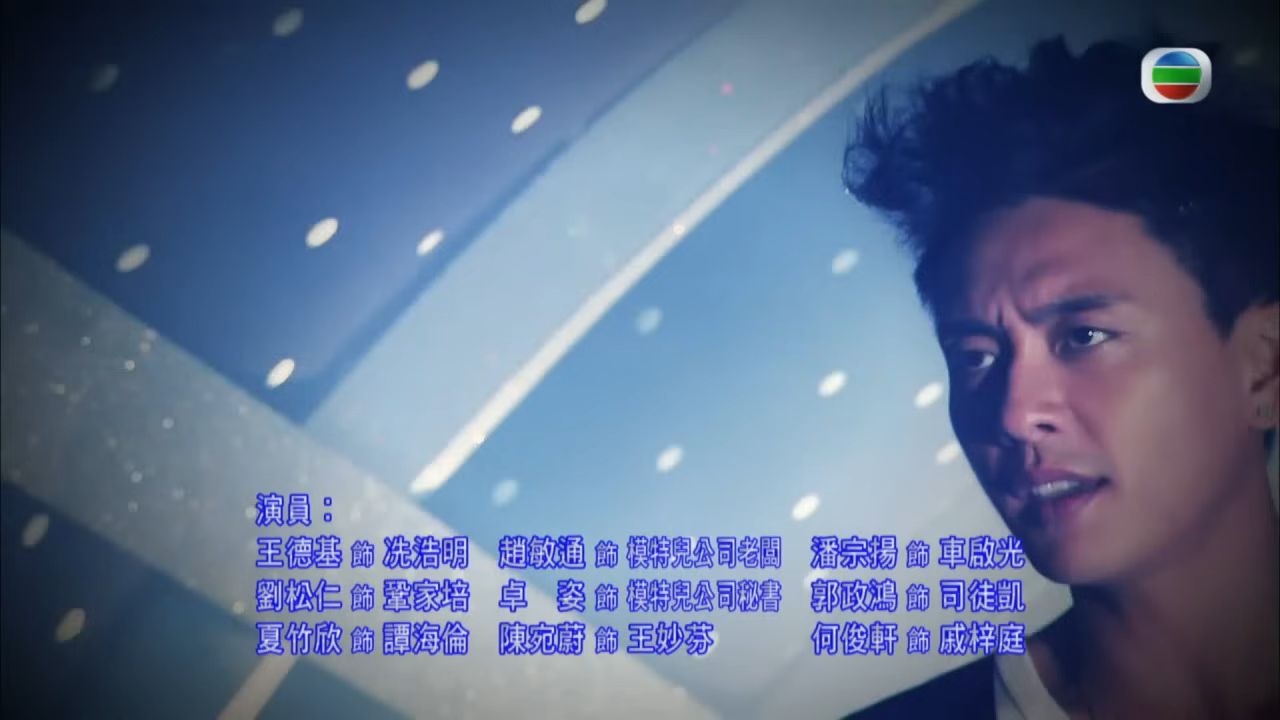 演員：
王德基 飾 冼浩明　趙敏通 飾 模特兒公司老闆　潘宗揚 飾 車啟光
劉松仁 飾 鞏家培　卓　姿 飾 模特兒公司秘書　郭政鴻 飾 司徒凱
夏竹欣 飾 譚海倫　陳宛蔚 飾 王妙芬　何俊軒 飾 戚梓庭